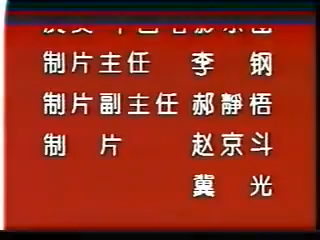 制片主任 李钢
制片副主任 郝靜梧
制片 赵京斗
冀光